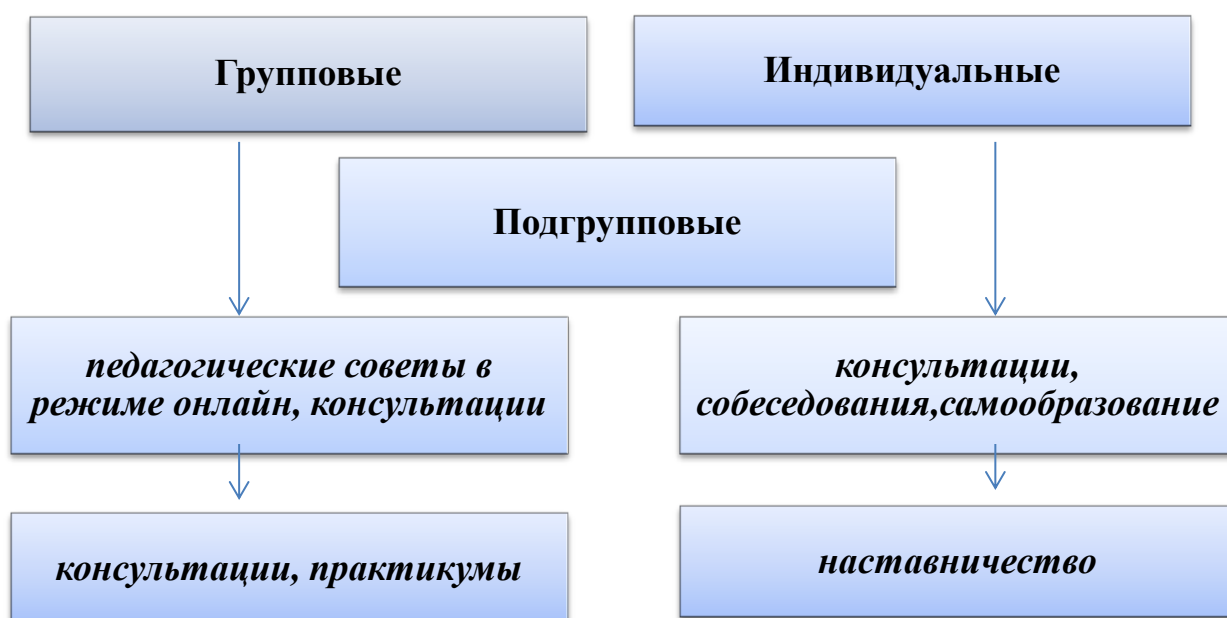 Групповые
Индивидуальные
Подгрупповые
педагогические советы в
режиме онлайн, консультации
консультации,
собеседования,самообразование
консультации, практикумы
наставничество